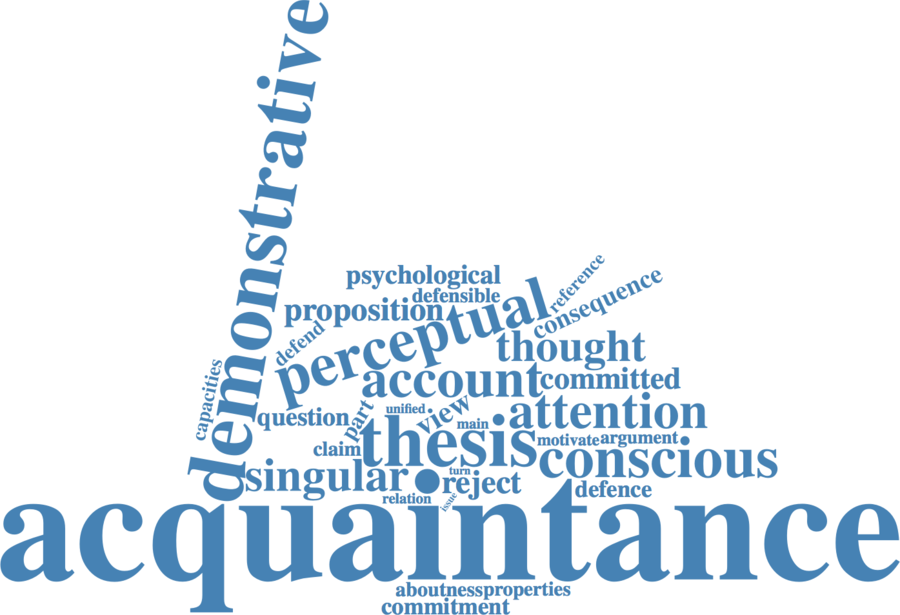 demonstrative
psychological
reference
defensible
consequence
proposition
perceptual
defend
thought
account
committed
capacities
question
part
unified
view
main
attention
thesis
motivate
argument
claim
conscious
singular
turn
reject
defence
relation
issue
acquaintance
aboutness
properties
commitment